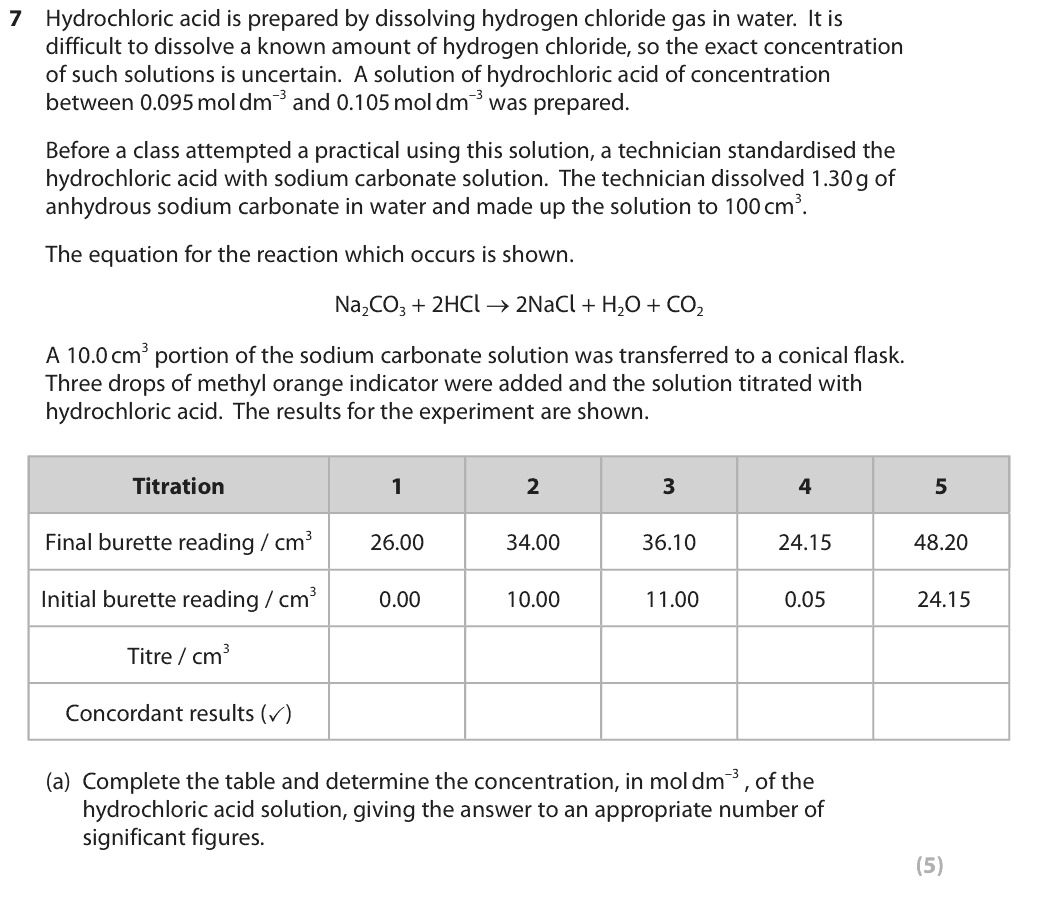 7 Hydrochloric acid is prepared by dissolving hydrogen chloride gas in water. It is
difficult to dissolve a known amount of hydrogen chloride, so the exact concentration
of such solutions is uncertain. A solution of hydrochloric acid of concentration
between 0.095 mol dm⁻³ and 0.105 mol dm⁻³ was prepared.
Before a class attempted a practical using this solution, a technician standardised the
hydrochloric acid with sodium carbonate solution. The technician dissolved 1.30 g of
anhydrous sodium carbonate in water and made up the solution to 100 cm³.
The equation for the reaction which occurs is shown.
Na₂CO₃ + 2HCl → 2NaCl + H₂O + CO₂
A 10.0 cm³ portion of the sodium carbonate solution was transferred to a conical flask.
Three drops of methyl orange indicator were added and the solution titrated with
hydrochloric acid. The results for the experiment are shown.
Titration 1 2 3 4 5
Final burette reading / cm³ 26.00 34.00 36.10 24.15 48.20
Initial burette reading / cm³ 0.00 10.00 11.00 0.05 24.15
Titre / cm³
Concordant results (✓)
(a) Complete the table and determine the concentration, in mol dm⁻³ , of the
hydrochloric acid solution, giving the answer to an appropriate number of
significant figures.
(5)